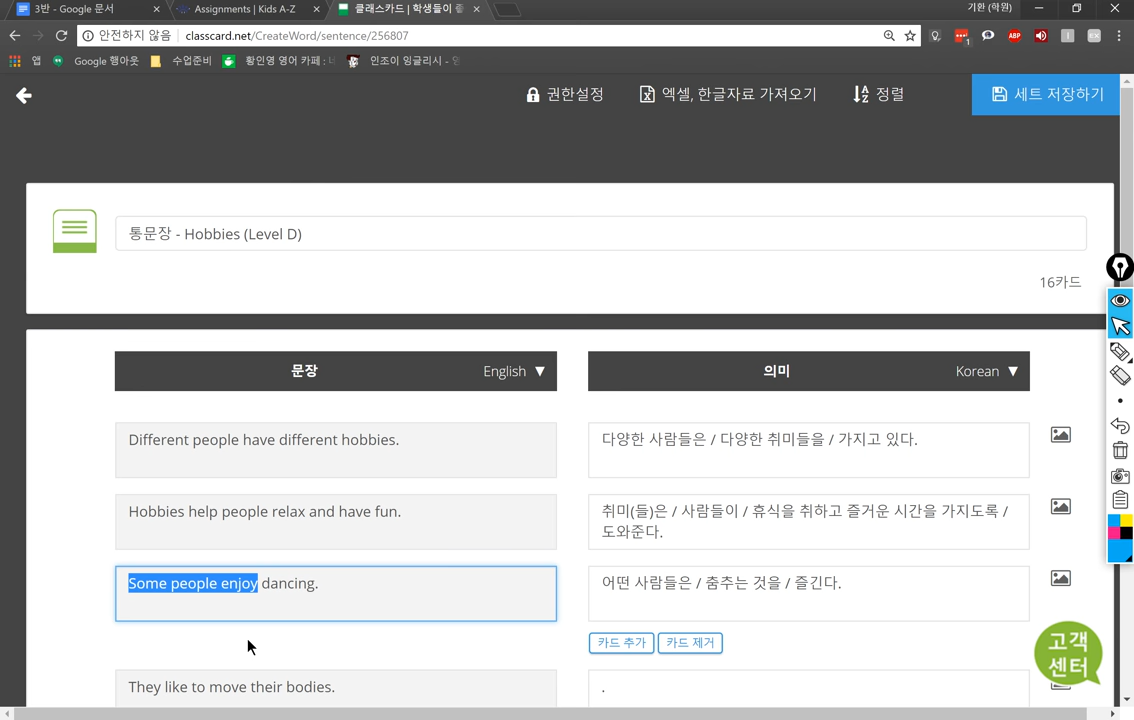 3반 - Google 문서
Assignments | Kids A-Z
클래스카드 | 학생들이 좋
기환 (학원)
안전하지 않음
classcard.net/CreateWord/sentence/256807
앱
Google 행아웃
수업준비
황인영 영어 카페 :
인조이 잉글리시 -
권한설정
엑셀, 한글자료 가져오기
정렬
세트 저장하기
통문장 - Hobbies (Level D)
16카드
문장
English ▼
의미
Korean ▼
Different people have different hobbies.
다양한 사람들은 / 다양한 취미들을 / 가지고 있다.
Hobbies help people relax and have fun.
취미(들)은 / 사람들이 / 휴식을 취하고 즐거운 시간을 가지도록 /
도와준다.
Some people enjoy dancing.
어떤 사람들은 / 춤추는 것을 / 즐긴다.
카드 추가
카드 제거
고객
센터
They like to move their bodies.
.